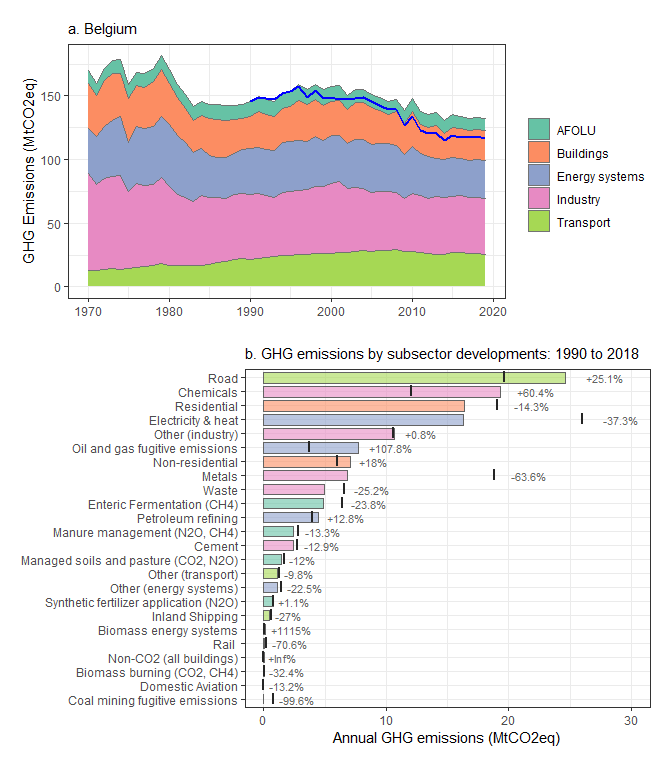 a. Belgium
GHG Emissions (MtCO2eq)
150
100
50
0
1970
1980
1990
2000
2010
2020
AFOLU
Buildings
Energy systems
Industry
Transport
b. GHG emissions by subsector developments: 1990 to 2018
Road +25.1%
Chemicals +60.4%
Residential -14.3%
Electricity & heat -37.3%
Other (industry) +0.8%
Oil and gas fugitive emissions +107.8%
Non-residential +18%
Metals -63.6%
Waste -25.2%
Enteric Fermentation (CH4) -23.8%
Petroleum refining +12.8%
Manure management (N2O, CH4) -13.3%
Cement -12.9%
Managed soils and pasture (CO2, N2O) -12%
Other (transport) -9.8%
Other (energy systems) -22.5%
Synthetic fertilizer application (N2O) +1.1%
Inland Shipping -27%
Biomass energy systems +1115%
Rail -70.6%
Non-CO2 (all buildings) +Inf%
Biomass burning (CO2, CH4) -32.4%
Domestic Aviation -13.2%
Coal mining fugitive emissions -99.6%
0
10
20
30
Annual GHG emissions (MtCO2eq)